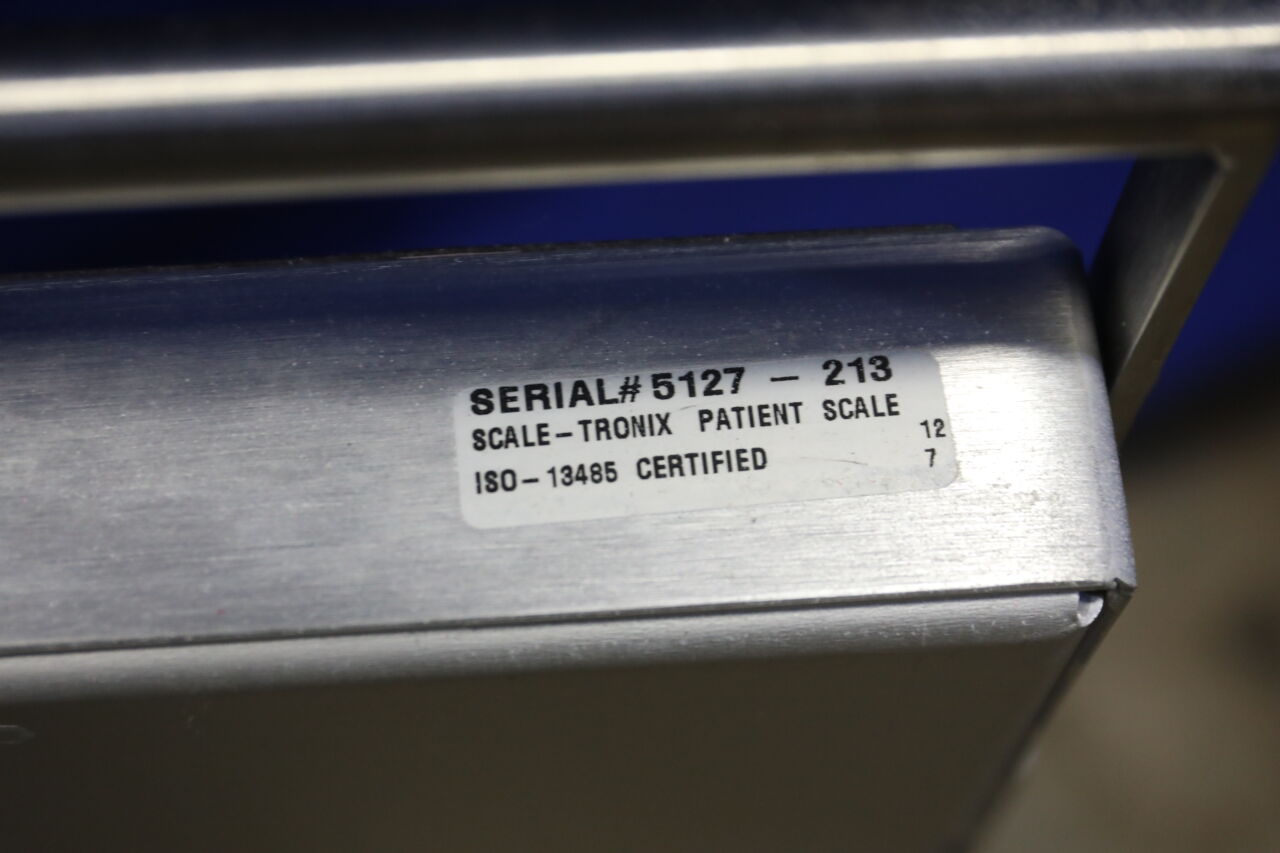 SERIAL# 5127 – 213
SCALE–TRONIX PATIENT SCALE
12
ISO–13485 CERTIFIED
7